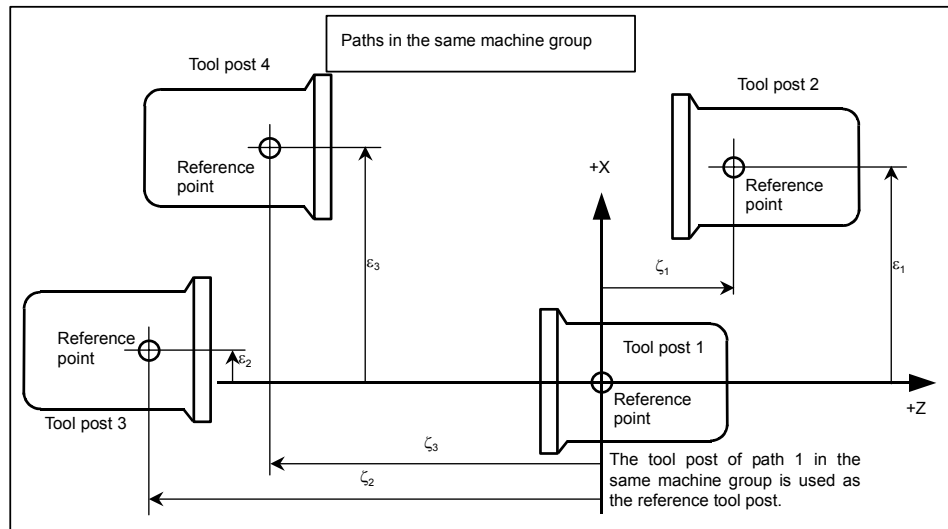 Paths in the same machine group
Tool post 4
Tool post 2
Reference
point
+X
Reference
point
ε3
ζ1
ε1
Reference
point
ε2
Tool post 1
Reference
point
+Z
Tool post 3
ζ3
ζ2
The tool post of path 1 in the
same machine group is used as
the reference tool post.